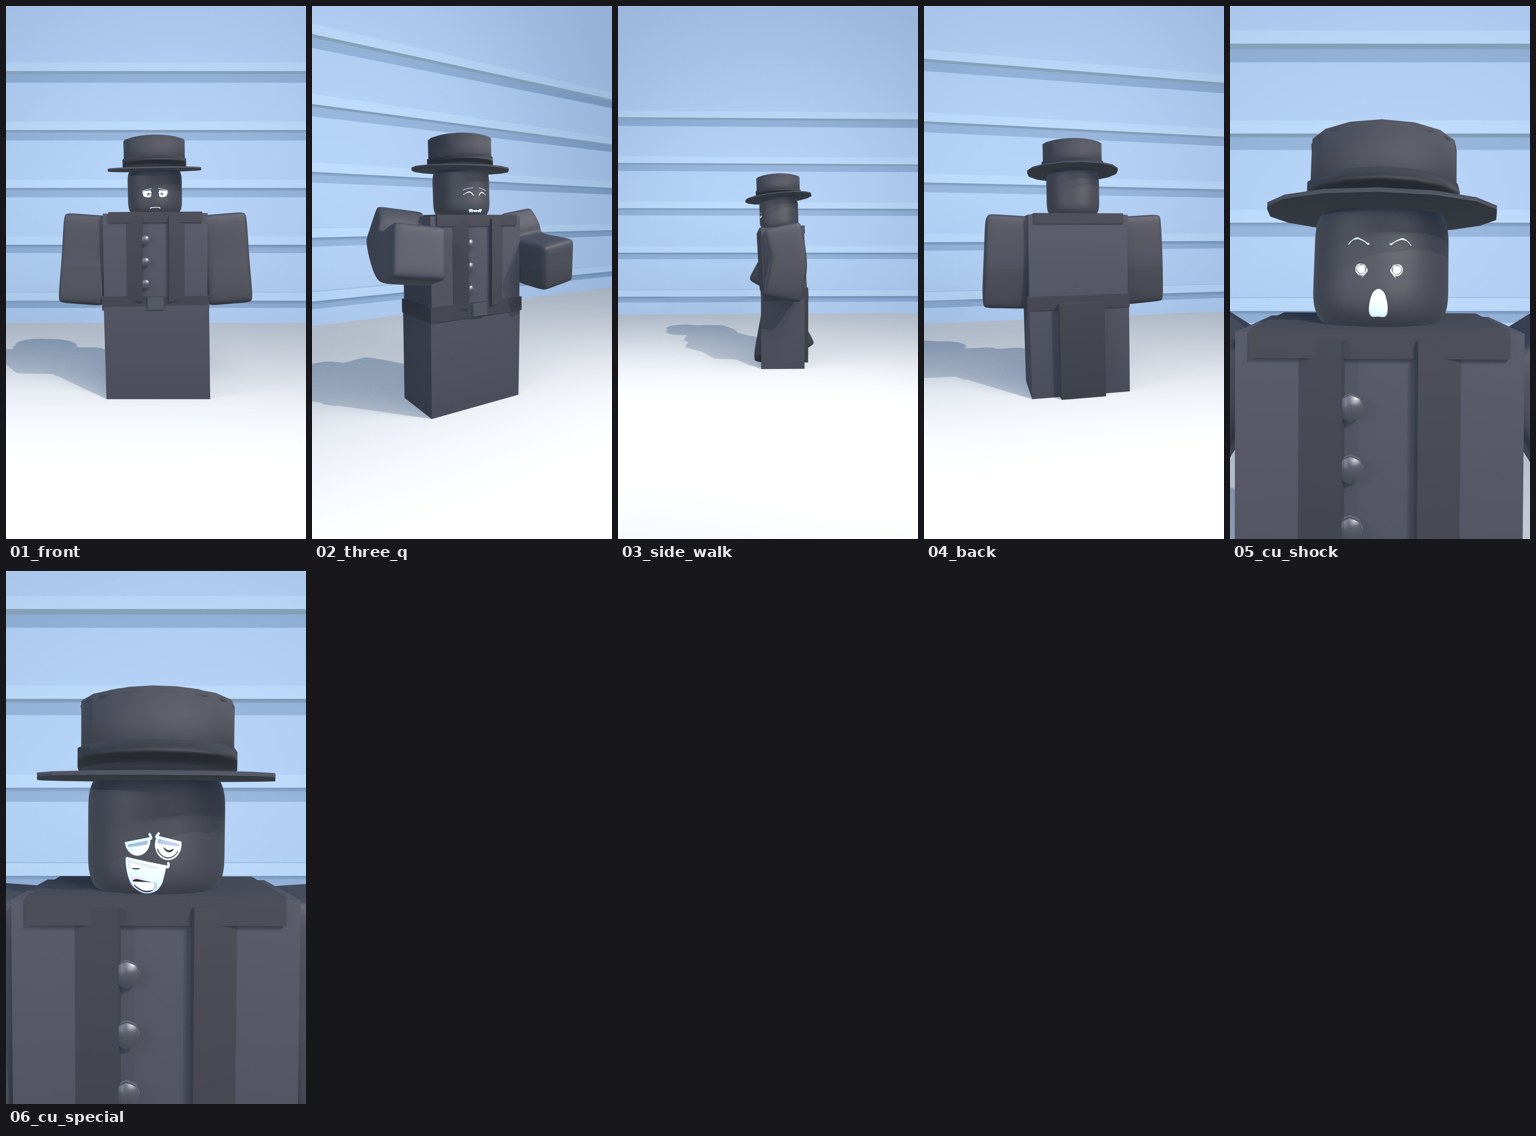 01_front
02_three_q
03_side_walk
04_back
05_cu_shock
06_cu_special